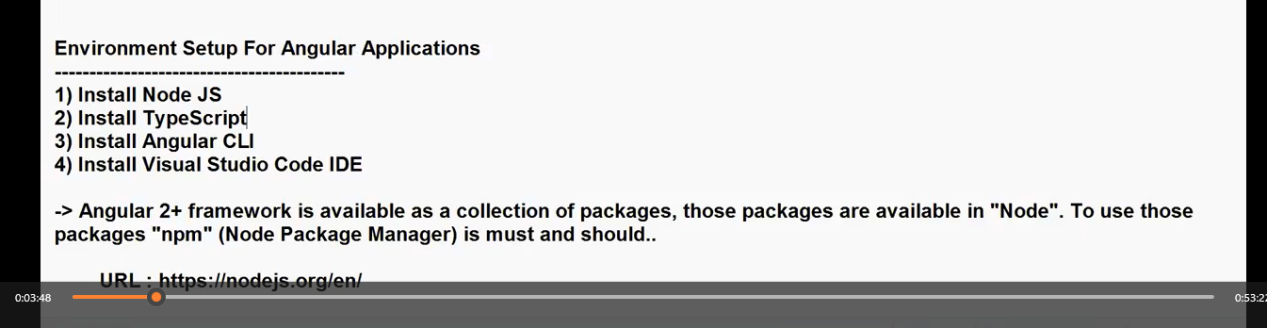 Environment Setup For Angular Applications
------------------------------------------
1) Install Node JS
2) Install TypeScript
3) Install Angular CLI
4) Install Visual Studio Code IDE
-> Angular 2+ framework is available as a collection of packages, those packages are available in "Node". To use those
packages "npm" (Node Package Manager) is must and should..
URL : https://nodejs.org/en/
0:03:48
0:53:22